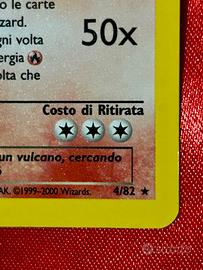 o le carte
zard.
gni volta
ergia
olta che
50x
Costo di Ritirata
un vulcano, cercando
AK. ©1999-2000 Wizards.
4/82 ★